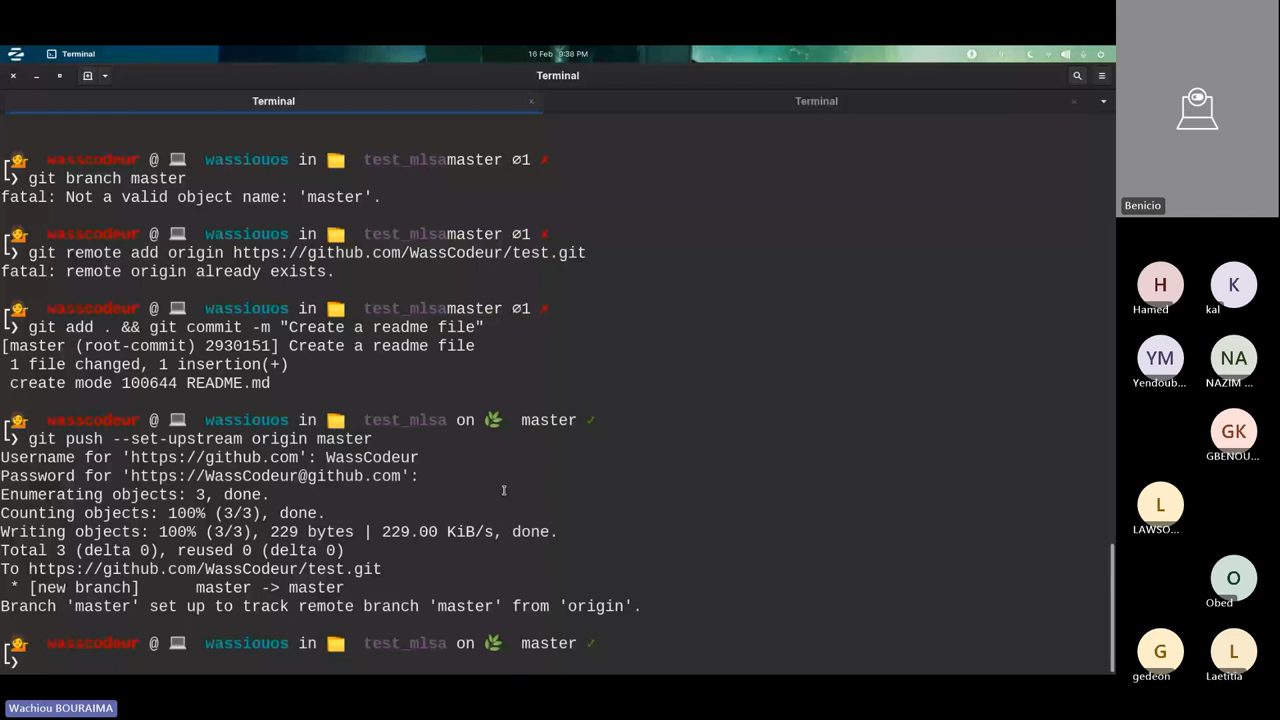 Terminal
16 Feb 9:38 PM
Terminal
Terminal
Terminal
wasscodeur @ wassiouos in test_mlsamaster ∅1 ✗
git branch master
fatal: Not a valid object name: 'master'.
wasscodeur @ wassiouos in test_mlsamaster ∅1 ✗
git remote add origin https://github.com/WassCodeur/test.git
fatal: remote origin already exists.
wasscodeur @ wassiouos in test_mlsamaster ∅1 ✗
git add . && git commit -m "Create a readme file"
[master (root-commit) 2930151] Create a readme file
1 file changed, 1 insertion(+)
create mode 100644 README.md
wasscodeur @ wassiouos in test_mlsa on master ✓
git push --set-upstream origin master
Username for 'https://github.com': WassCodeur
Password for 'https://WassCodeur@github.com':
Enumerating objects: 3, done.
Counting objects: 100% (3/3), done.
Writing objects: 100% (3/3), 229 bytes | 229.00 KiB/s, done.
Total 3 (delta 0), reused 0 (delta 0)
To https://github.com/WassCodeur/test.git
* [new branch] master -> master
Branch 'master' set up to track remote branch 'master' from 'origin'.
wasscodeur @ wassiouos in test_mlsa on master ✓
Wachiou BOURAIMA
Benicio
H
Hamed
K
kal
YM
Yendoub...
NA
NAZIM ...
GK
GBENOU...
L
LAWSO...
O
Obed
G
gedeon
L
Laetitia